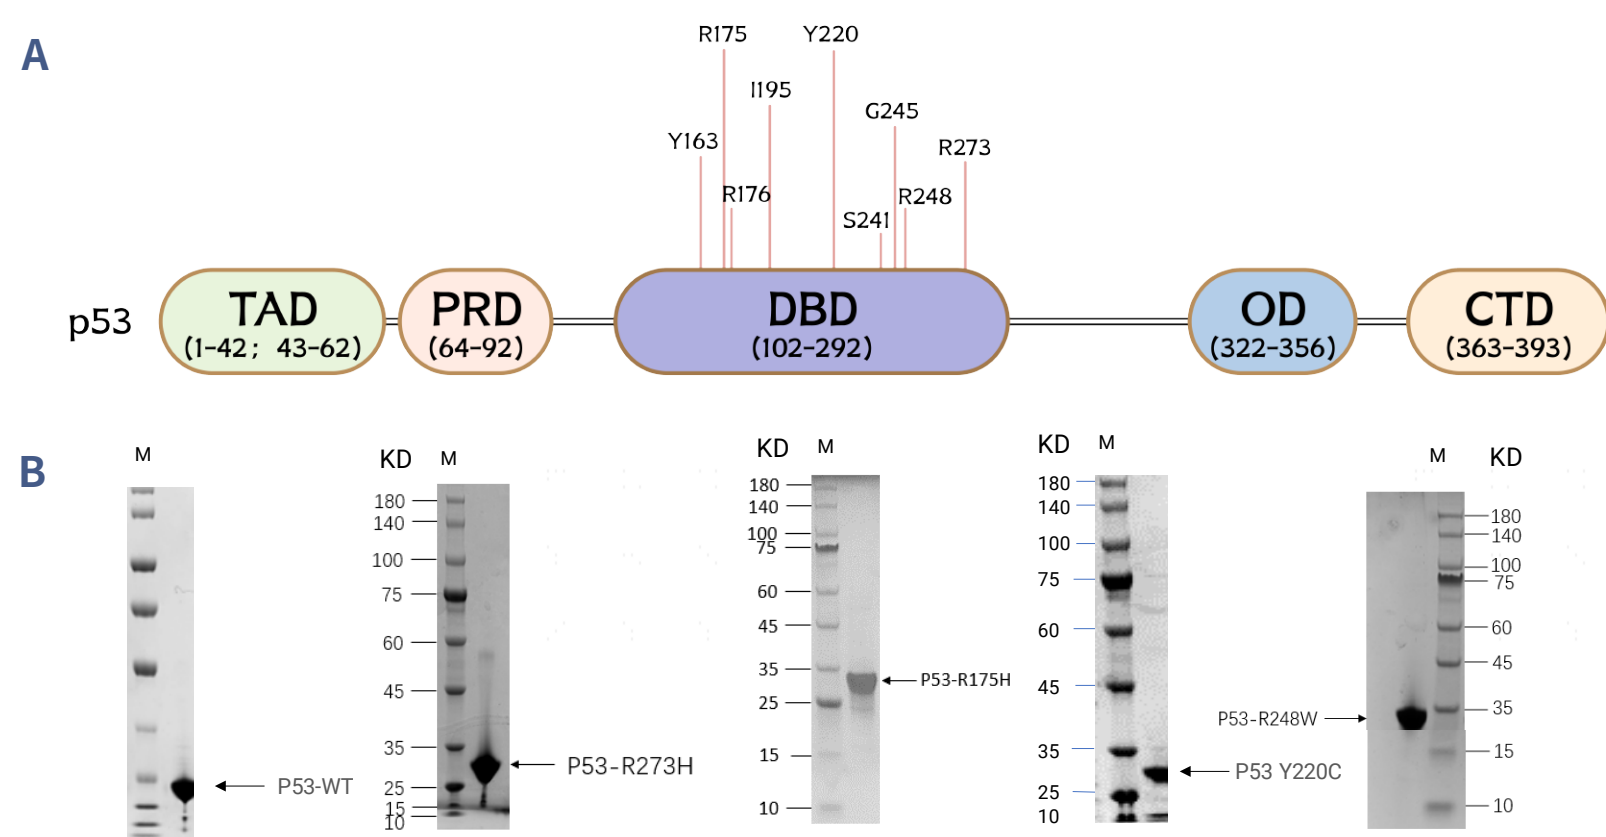 A
R175
Y220
I195
G245
Y163
R273
R176
R248
S241
p53
TAD
(1-42; 43-62)
PRD
(64-92)
DBD
(102-292)
OD
(322-356)
CTD
(363-393)
B
M
P53-WT
KD M
180
140
100
75
60
45
35
25
15
10
P53-R273H
KD M
180
140
100
75
60
45
35
25
15
10
P53-R175H
KD M
180
140
100
75
60
45
35
25
10
P53 Y220C
M KD
180
140
100
75
60
45
35
15
10
P53-R248W